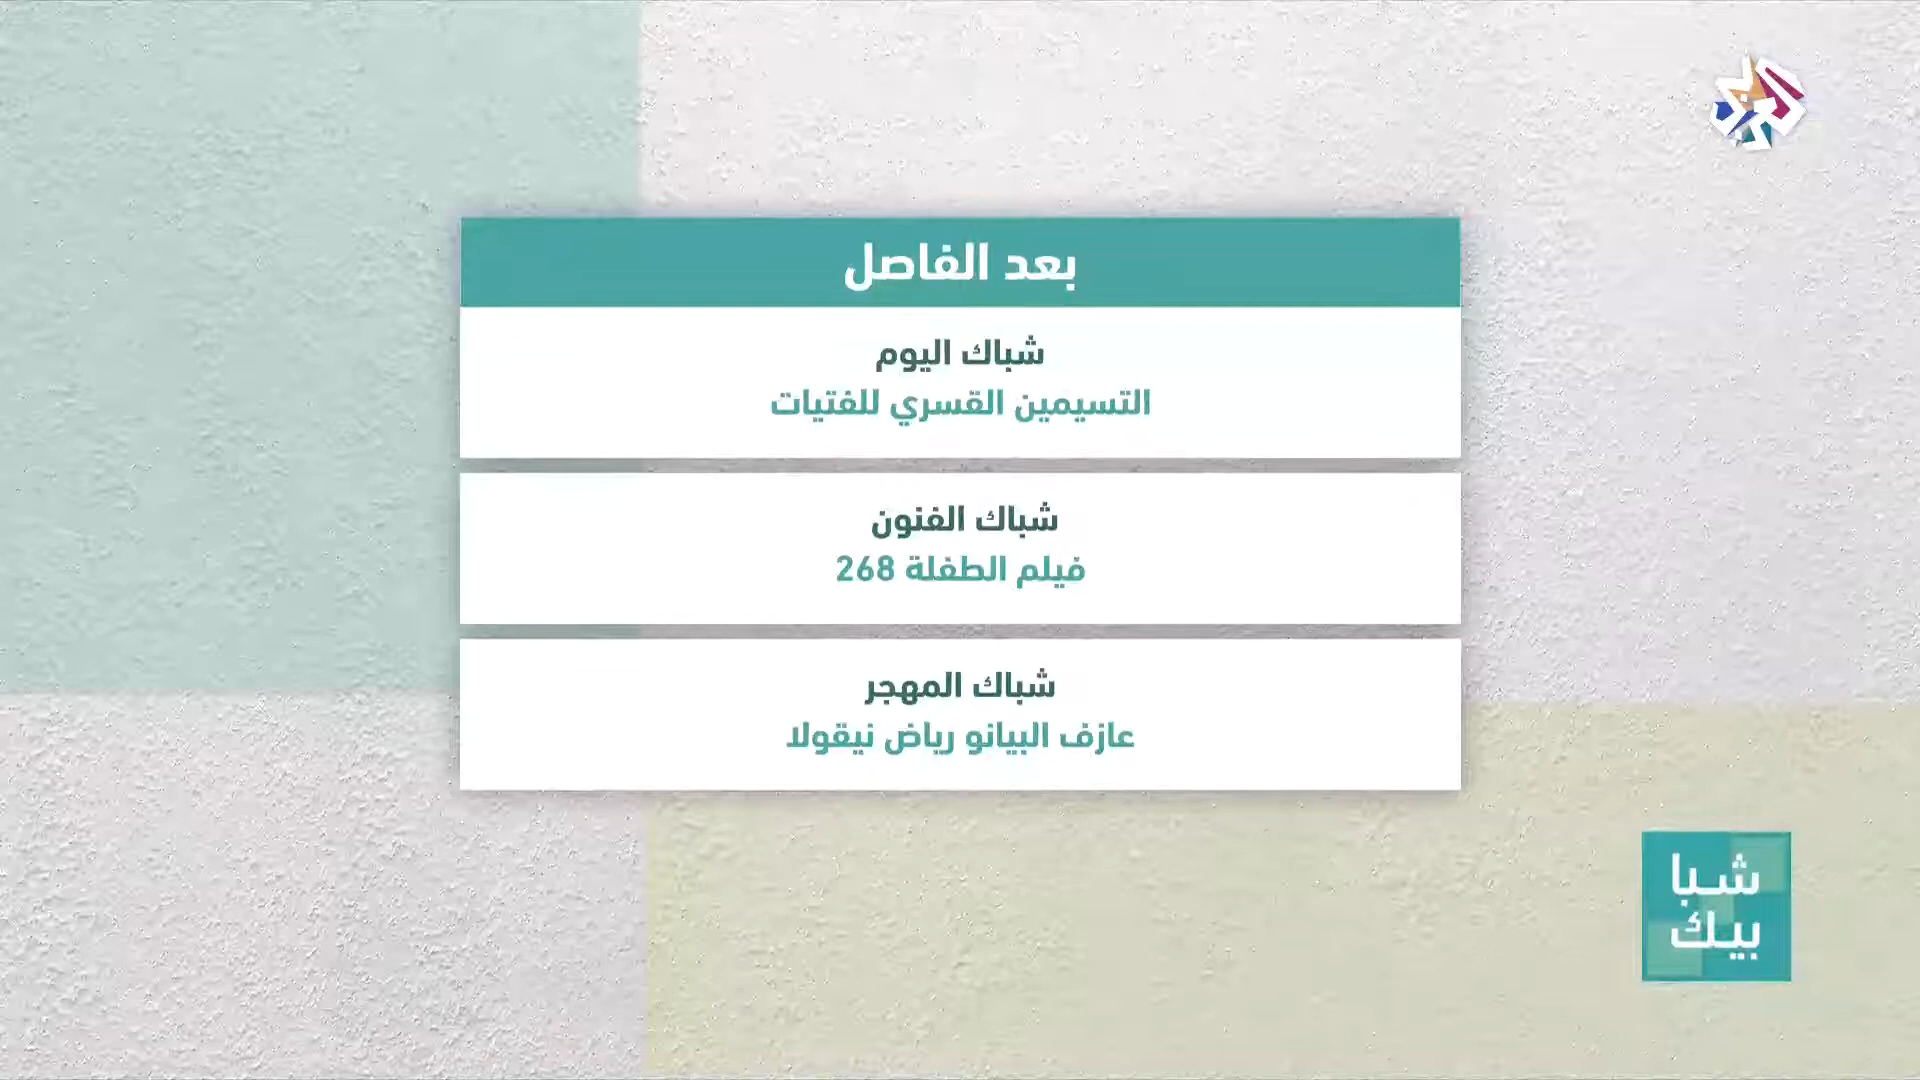 بعد الفاصل
شباك اليوم
التسيمين القسري للفتيات
شباك الفنون
فيلم الطفلة 268
شباك المهجر
عازف البيانو رياض نيقولا
شبا
بيك